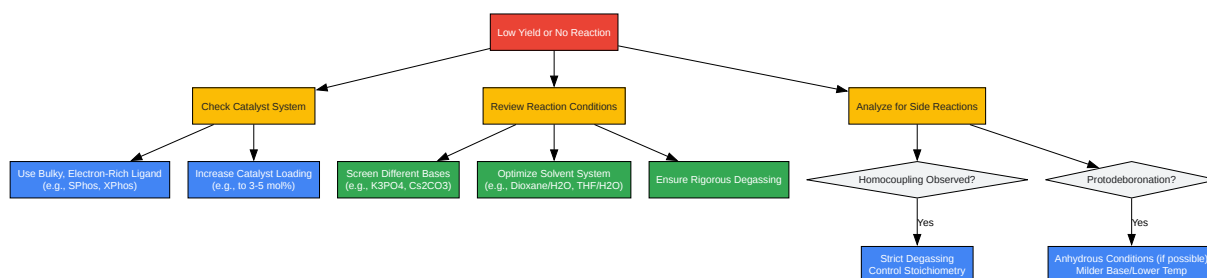 Low Yield or No Reaction
Check Catalyst System
Review Reaction Conditions
Analyze for Side Reactions
Use Bulky, Electron-Rich Ligand
(e.g., SPhos, XPhos)
Increase Catalyst Loading
(e.g., to 3-5 mol%)
Screen Different Bases
(e.g., K3PO4, Cs2CO3)
Optimize Solvent System
(e.g., Dioxane/H2O, THF/H2O)
Ensure Rigorous Degassing
Homocoupling Observed?
Protodeboronation?
Yes
Yes
Strict Degassing
Control Stoichiometry
Anhydrous Conditions (if possible)
Milder Base/Lower Temp